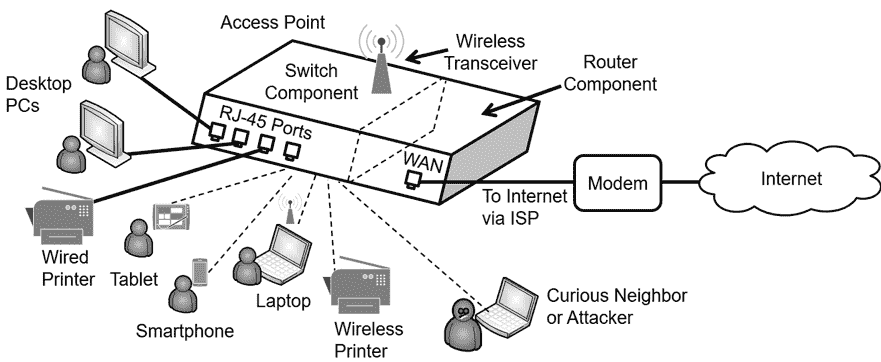 Access Point
Wireless
Transceiver
Router
Component
Switch
Component
Desktop
PCs
RJ-45 Ports
WAN
To Internet
via ISP
Modem
Internet
Wired
Printer
Tablet
Smartphone
Laptop
Wireless
Printer
Curious Neighbor
or Attacker